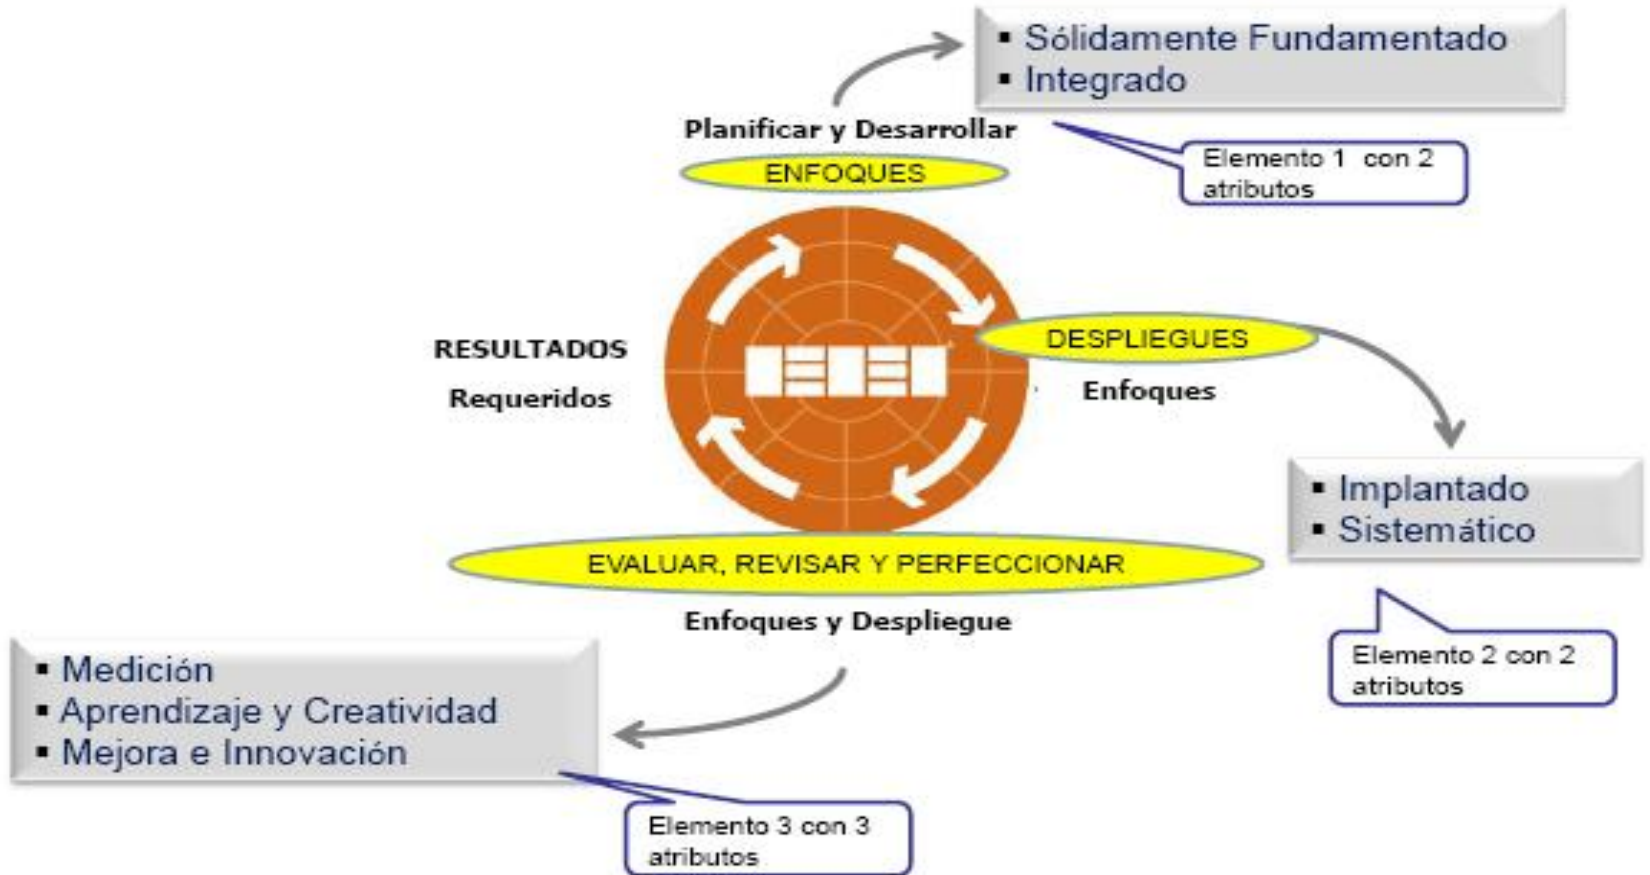 ▪ Sólidamente Fundamentado
▪ Integrado
Planificar y Desarrollar
ENFOQUES
Elemento 1 con 2
atributos
RESULTADOS
Requeridos
DESPLIEGUES
Enfoques
▪ Implantado
▪ Sistemático
Elemento 2 con 2
atributos
EVALUAR, REVISAR Y PERFECCIONAR
Enfoques y Despliegue
▪ Medición
▪ Aprendizaje y Creatividad
▪ Mejora e Innovación
Elemento 3 con 3
atributos